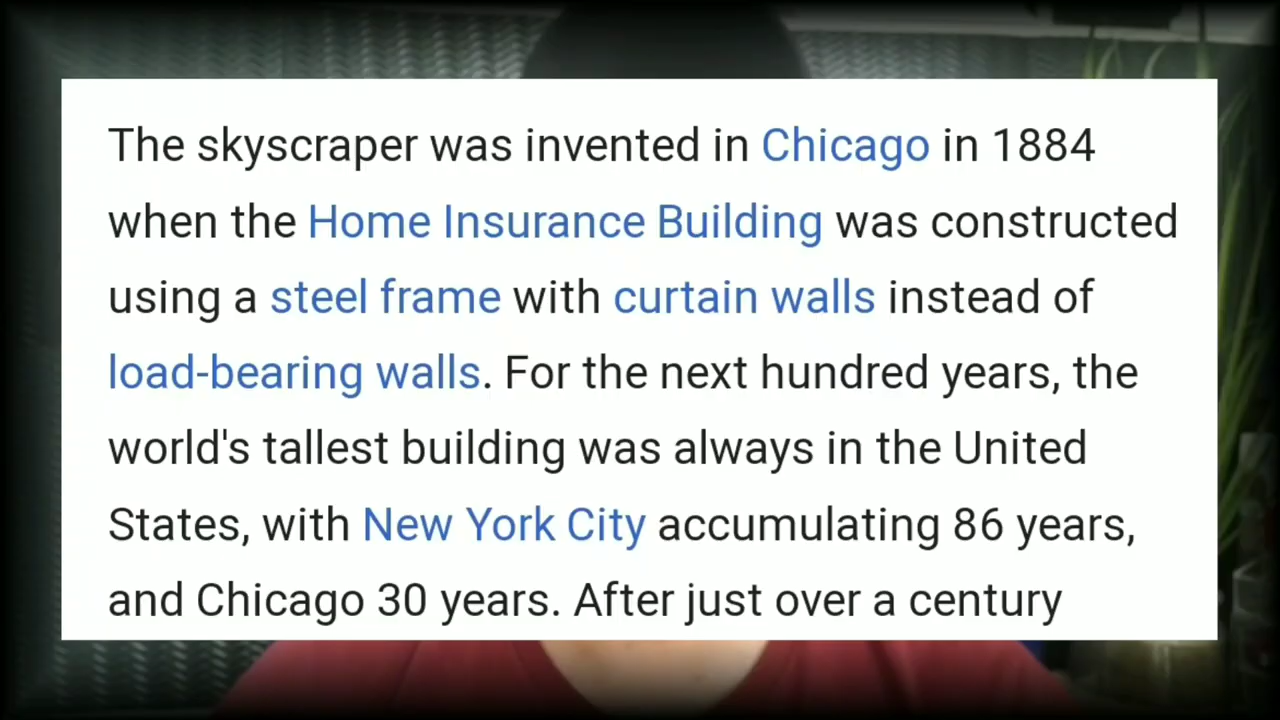 The skyscraper was invented in Chicago in 1884
when the Home Insurance Building was constructed
using a steel frame with curtain walls instead of
load-bearing walls. For the next hundred years, the
world's tallest building was always in the United
States, with New York City accumulating 86 years,
and Chicago 30 years. After just over a century